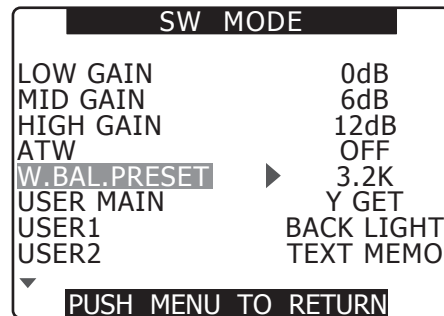 SW MODE
LOW GAIN 0dB
MID GAIN 6dB
HIGH GAIN 12dB
ATW OFF
W.BAL.PRESET 3.2K
USER MAIN Y GET
USER1 BACK LIGHT
USER2 TEXT MEMO
PUSH MENU TO RETURN